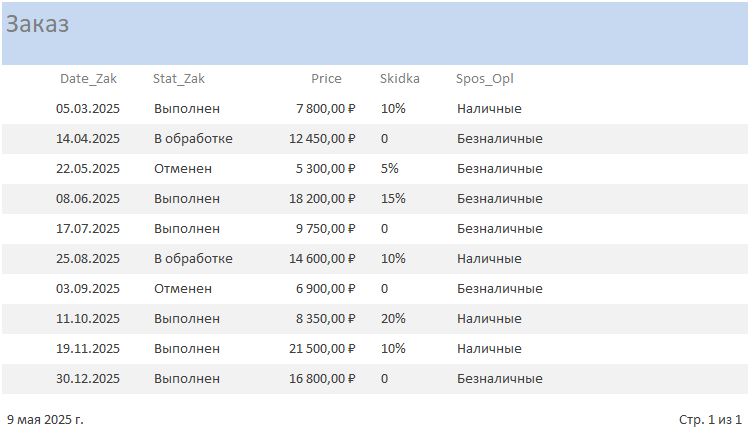 Заказ
Date_Zak Stat_Zak Price Skidka Spos_Opl
05.03.2025 Выполнен 7 800,00 ₽ 10% Наличные
14.04.2025 В обработке 12 450,00 ₽ 0 Безналичные
22.05.2025 Отменен 5 300,00 ₽ 5% Безналичные
08.06.2025 Выполнен 18 200,00 ₽ 15% Безналичные
17.07.2025 Выполнен 9 750,00 ₽ 0 Безналичные
25.08.2025 В обработке 14 600,00 ₽ 10% Наличные
03.09.2025 Отменен 6 900,00 ₽ 0 Безналичные
11.10.2025 Выполнен 8 350,00 ₽ 20% Наличные
19.11.2025 Выполнен 21 500,00 ₽ 10% Наличные
30.12.2025 Выполнен 16 800,00 ₽ 0 Безналичные
9 мая 2025 г. Стр. 1 из 1